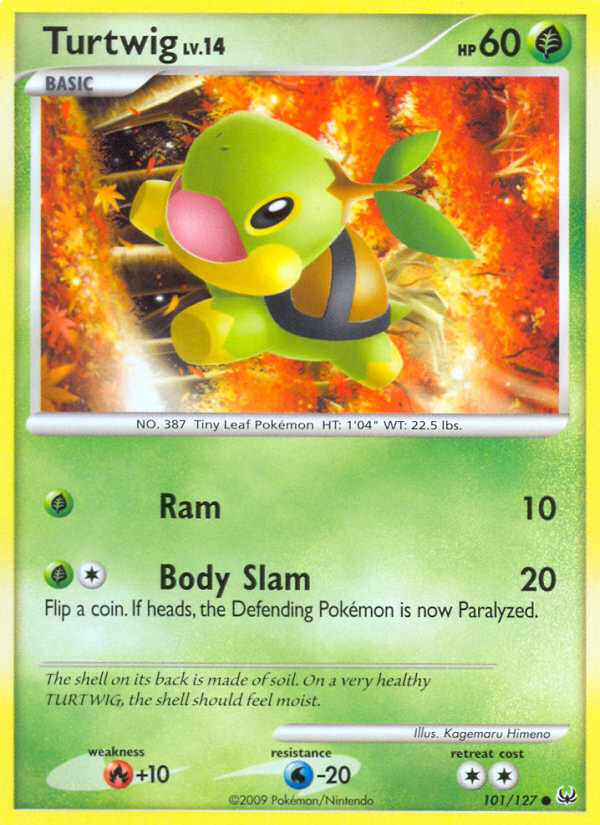 Turtwig LV.14 HP 60
BASIC
NO. 387 Tiny Leaf Pokémon HT: 1'04" WT: 22.5 lbs.
Ram 10
Body Slam 20
Flip a coin. If heads, the Defending Pokémon is now Paralyzed.
The shell on its back is made of soil. On a very healthy
TURTWIG, the shell should feel moist.
Illus. Kagemaru Himeno
weakness resistance retreat cost
+10 -20
©2009 Pokémon/Nintendo 101/127